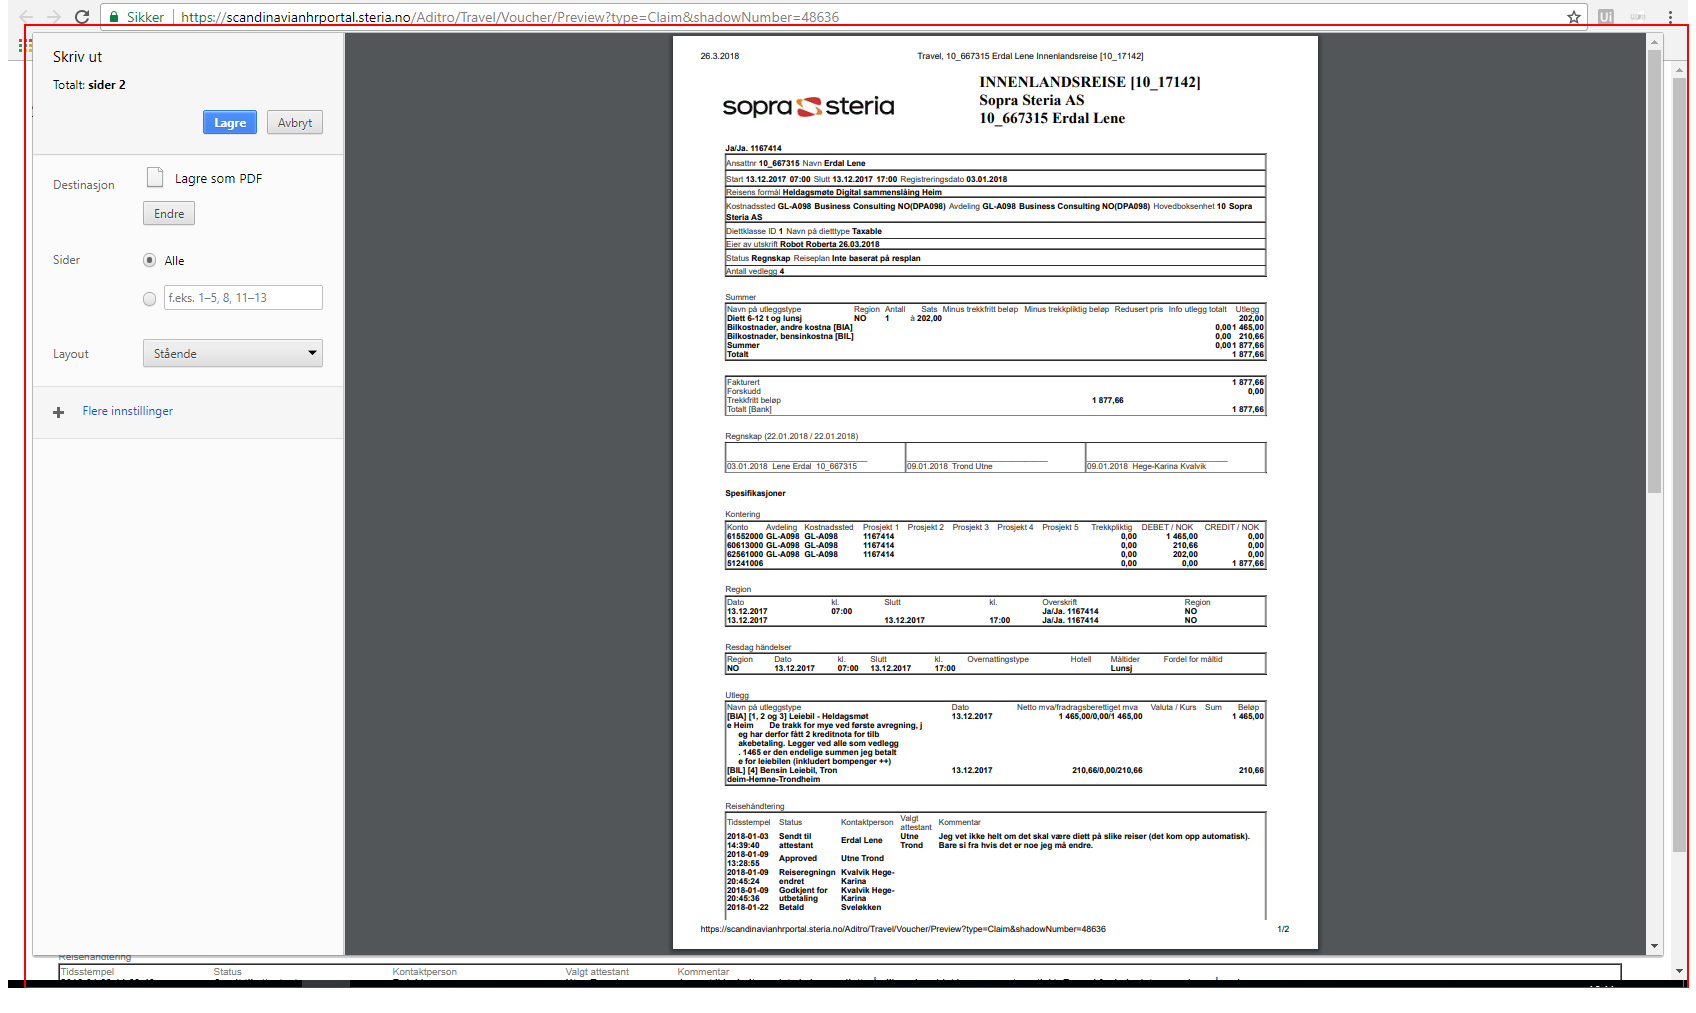 Sikker https://scandinavianhrportal.steria.no/Aditro/Travel/Voucher/Preview?type=Claim&shadowNumber=48636
Skriv ut
Totalt: sider 2
Lagre Avbryt
Destinasjon Lagre som PDF
Endre
Sider Alle
f.eks. 1–5, 8, 11–13
Layout Stående
Flere innstillinger
26.3.2018 Travel, 10_667315 Erdal Lene Innenlandsreise [10_17142]
sopra steria
INNENLANDSREISE [10_17142]
Sopra Steria AS
10_667315 Erdal Lene
Ja/Ja. 1167414
Ansattnr 10_667315 Navn Erdal Lene
Start 13.12.2017 07:00 Slutt 13.12.2017 17:00 Registreringsdato 03.01.2018
Reisens formål Heldagsmøte Digital sammenslåing Heim
Kostnadssted GL-A098 Business Consulting NO(DPA098) Avdeling GL-A098 Business Consulting NO(DPA098) Hovedboksenhet 10 Sopra
Steria AS
Diettklasse ID 1 Navn på dietttype Taxable
Eier av utskrift Robot Roberta 26.03.2018
Status Regnskap Reiseplan Inte baserat på resplan
Antall vedlegg 4
Summer
Navn på utleggstype Region Antall Sats Minus trekkfritt beløp Minus trekkpliktig beløp Redusert pris Info utlegg totalt Utlegg
Diett 6-12 t og lunsj NO 1 à 202,00 202,00
Bilkostnader, andre kostna [BIA] 0,00 1 465,00
Bilkostnader, bensinkostna [BIL] 0,00 210,66
Summer 0,00 1 877,66
Totalt 1 877,66
Fakturert 1 877,66
Forskudd 0,00
Trekkfritt beløp 1 877,66
Totalt [Bank] 1 877,66
Regnskap (22.01.2018 / 22.01.2018)
03.01.2018 Lene Erdal 10_667315 09.01.2018 Trond Utne 09.01.2018 Hege-Karina Kvalvik
Spesifikasjoner
Kontering
Konto Avdeling Kostnadssted Prosjekt 1 Prosjekt 2 Prosjekt 3 Prosjekt 4 Prosjekt 5 Trekkpliktig DEBET / NOK CREDIT / NOK
61552000 GL-A098 GL-A098 1167414 0,00 1 465,00 0,00
60613000 GL-A098 GL-A098 1167414 0,00 210,66 0,00
62561000 GL-A098 GL-A098 1167414 0,00 202,00 0,00
51241006 0,00 0,00 1 877,66
Region
Dato kl. Slutt kl. Overskrift Region
13.12.2017 07:00 Ja/Ja. 1167414 NO
13.12.2017 13.12.2017 17:00 Ja/Ja. 1167414 NO
Resdag händelser
Region Dato kl. Slutt kl. Overnattingstype Hotell Måltider Fordel for måltid
NO 13.12.2017 07:00 13.12.2017 17:00 Lunsj
Utlegg
Navn på utleggstype Dato Netto mva/fradragsberettiget mva Valuta / Kurs Sum Beløp
[BIA] [1, 2 og 3] Leiebil - Heldagsmøt 13.12.2017 1 465,00/0,00/1 465,00 1 465,00
e Heim De trakk for mye ved første avregning, j
eg har derfor fått 2 kreditnota for tilb
akebetaling. Legger ved alle som vedlegg
. 1465 er den endelige summen jeg betalt
e for leiebilen (inkludert bompenger ++)
[BIL] [4] Bensin Leiebil, Tron 13.12.2017 210,66/0,00/210,66 210,66
deim-Hemne-Trondheim
Reisehåndtering
Tidsstempel Status Kontaktperson Valgt attestant Kommentar
2018-01-03 Sendt til Erdal Lene Utne Jeg vet ikke helt om det skal være diett på slike reiser (det kom opp automatisk).
14:39:40 attestant Trond Bare si fra hvis det er noe jeg må endre.
2018-01-09
13:28:55 Approved Utne Trond
2018-01-09 Reiseregningn Kvalvik Hege-
20:45:24 endret Karina
2018-01-09 Godkjent for Kvalvik Hege-
20:45:36 utbetaling Karina
2018-01-22 Betald Sveløkken
https://scandinavianhrportal.steria.no/Aditro/Travel/Voucher/Preview?type=Claim&shadowNumber=48636 1/2
Reisehåndtering
Tidsstempel Status Kontaktperson Valgt attestant Kommentar